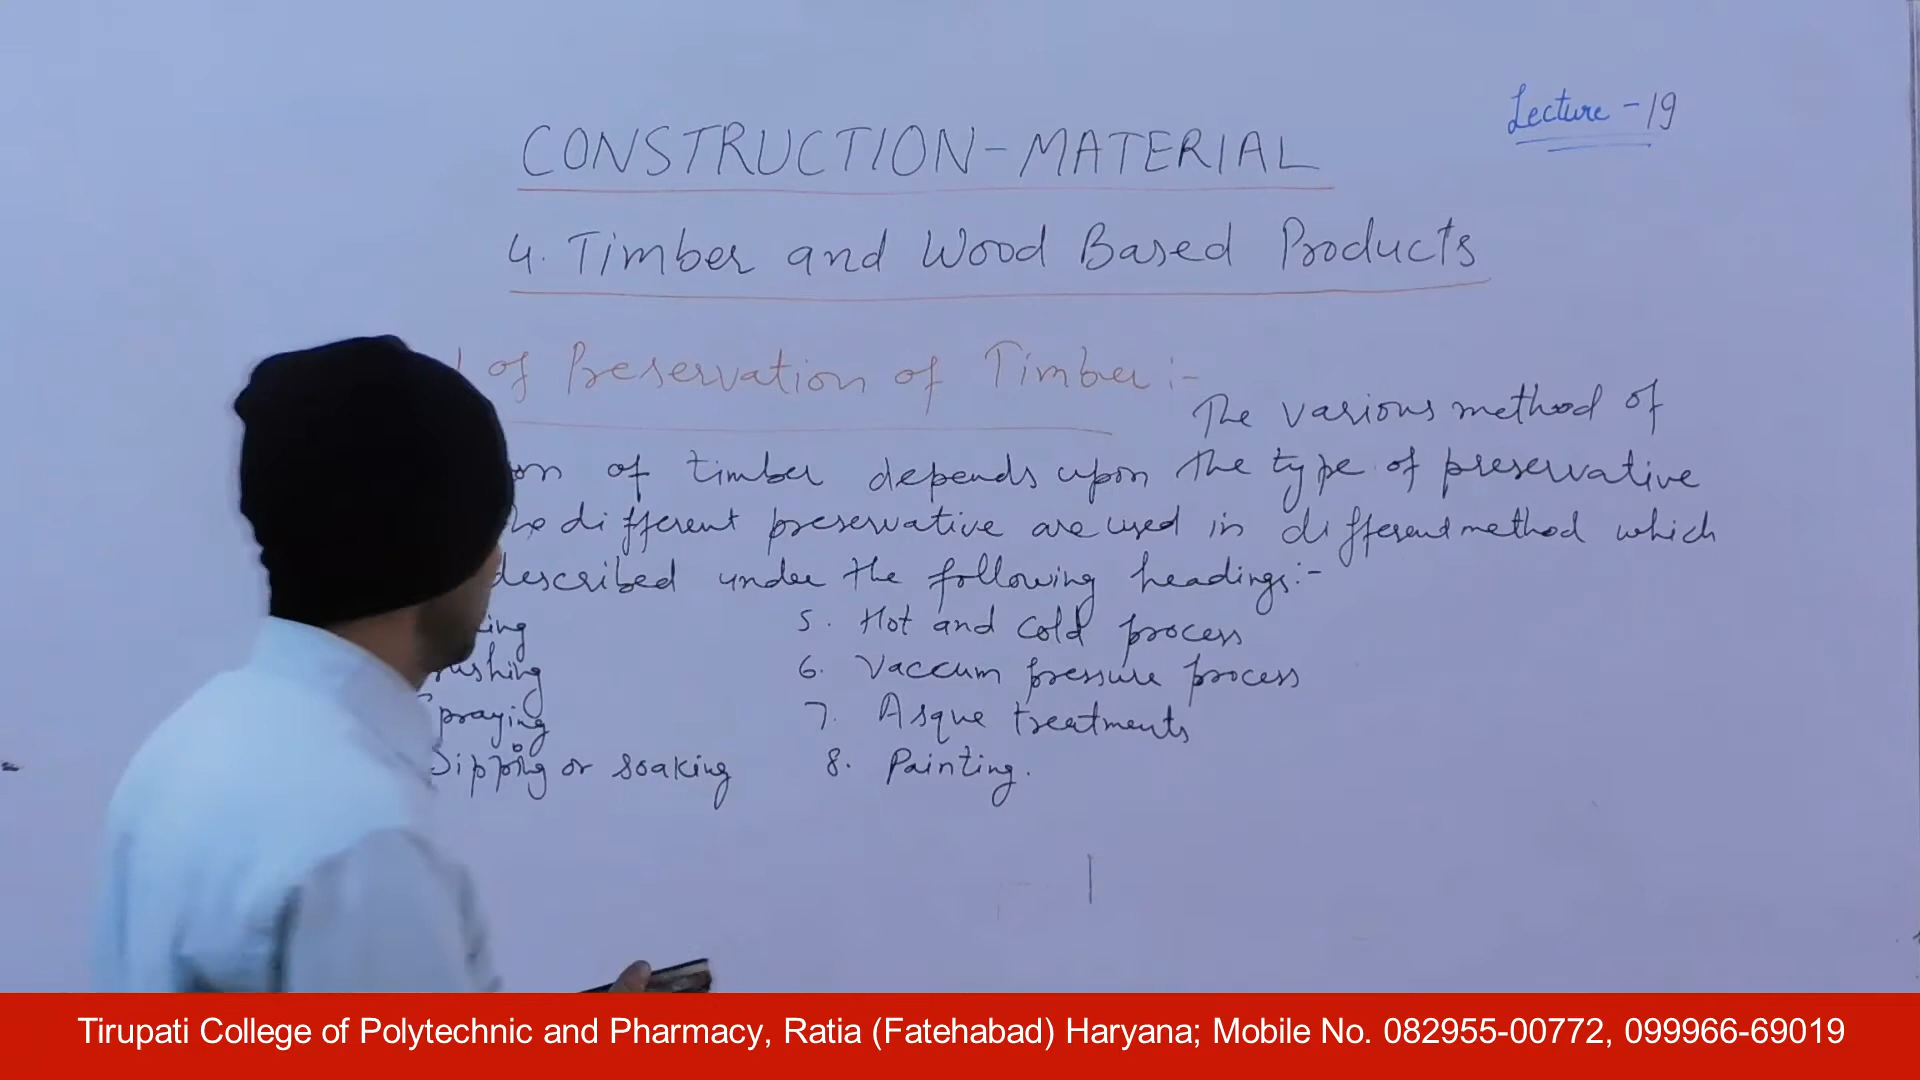 Lecture - 19
CONSTRUCTION-MATERIAL
4. Timber and Wood Based Products
of Preservation of Timber :-
The various method of
of timber depends upon the type of preservative
different preservative are used in different method which
described under the following headings:-
5. Hot and cold process
6. Vaccum pressure process
7. Asque treatments
Dipping or soaking
8. Painting.
Tirupati College of Polytechnic and Pharmacy, Ratia (Fatehabad) Haryana; Mobile No. 082955-00772, 099966-69019